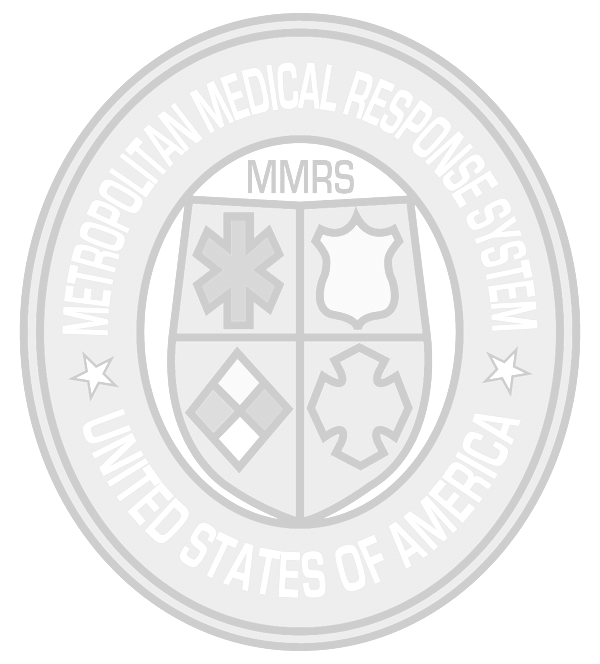 METROPOLITAN MEDICAL RESPONSE SYSTEM
MMRS
UNITED STATES OF AMERICA